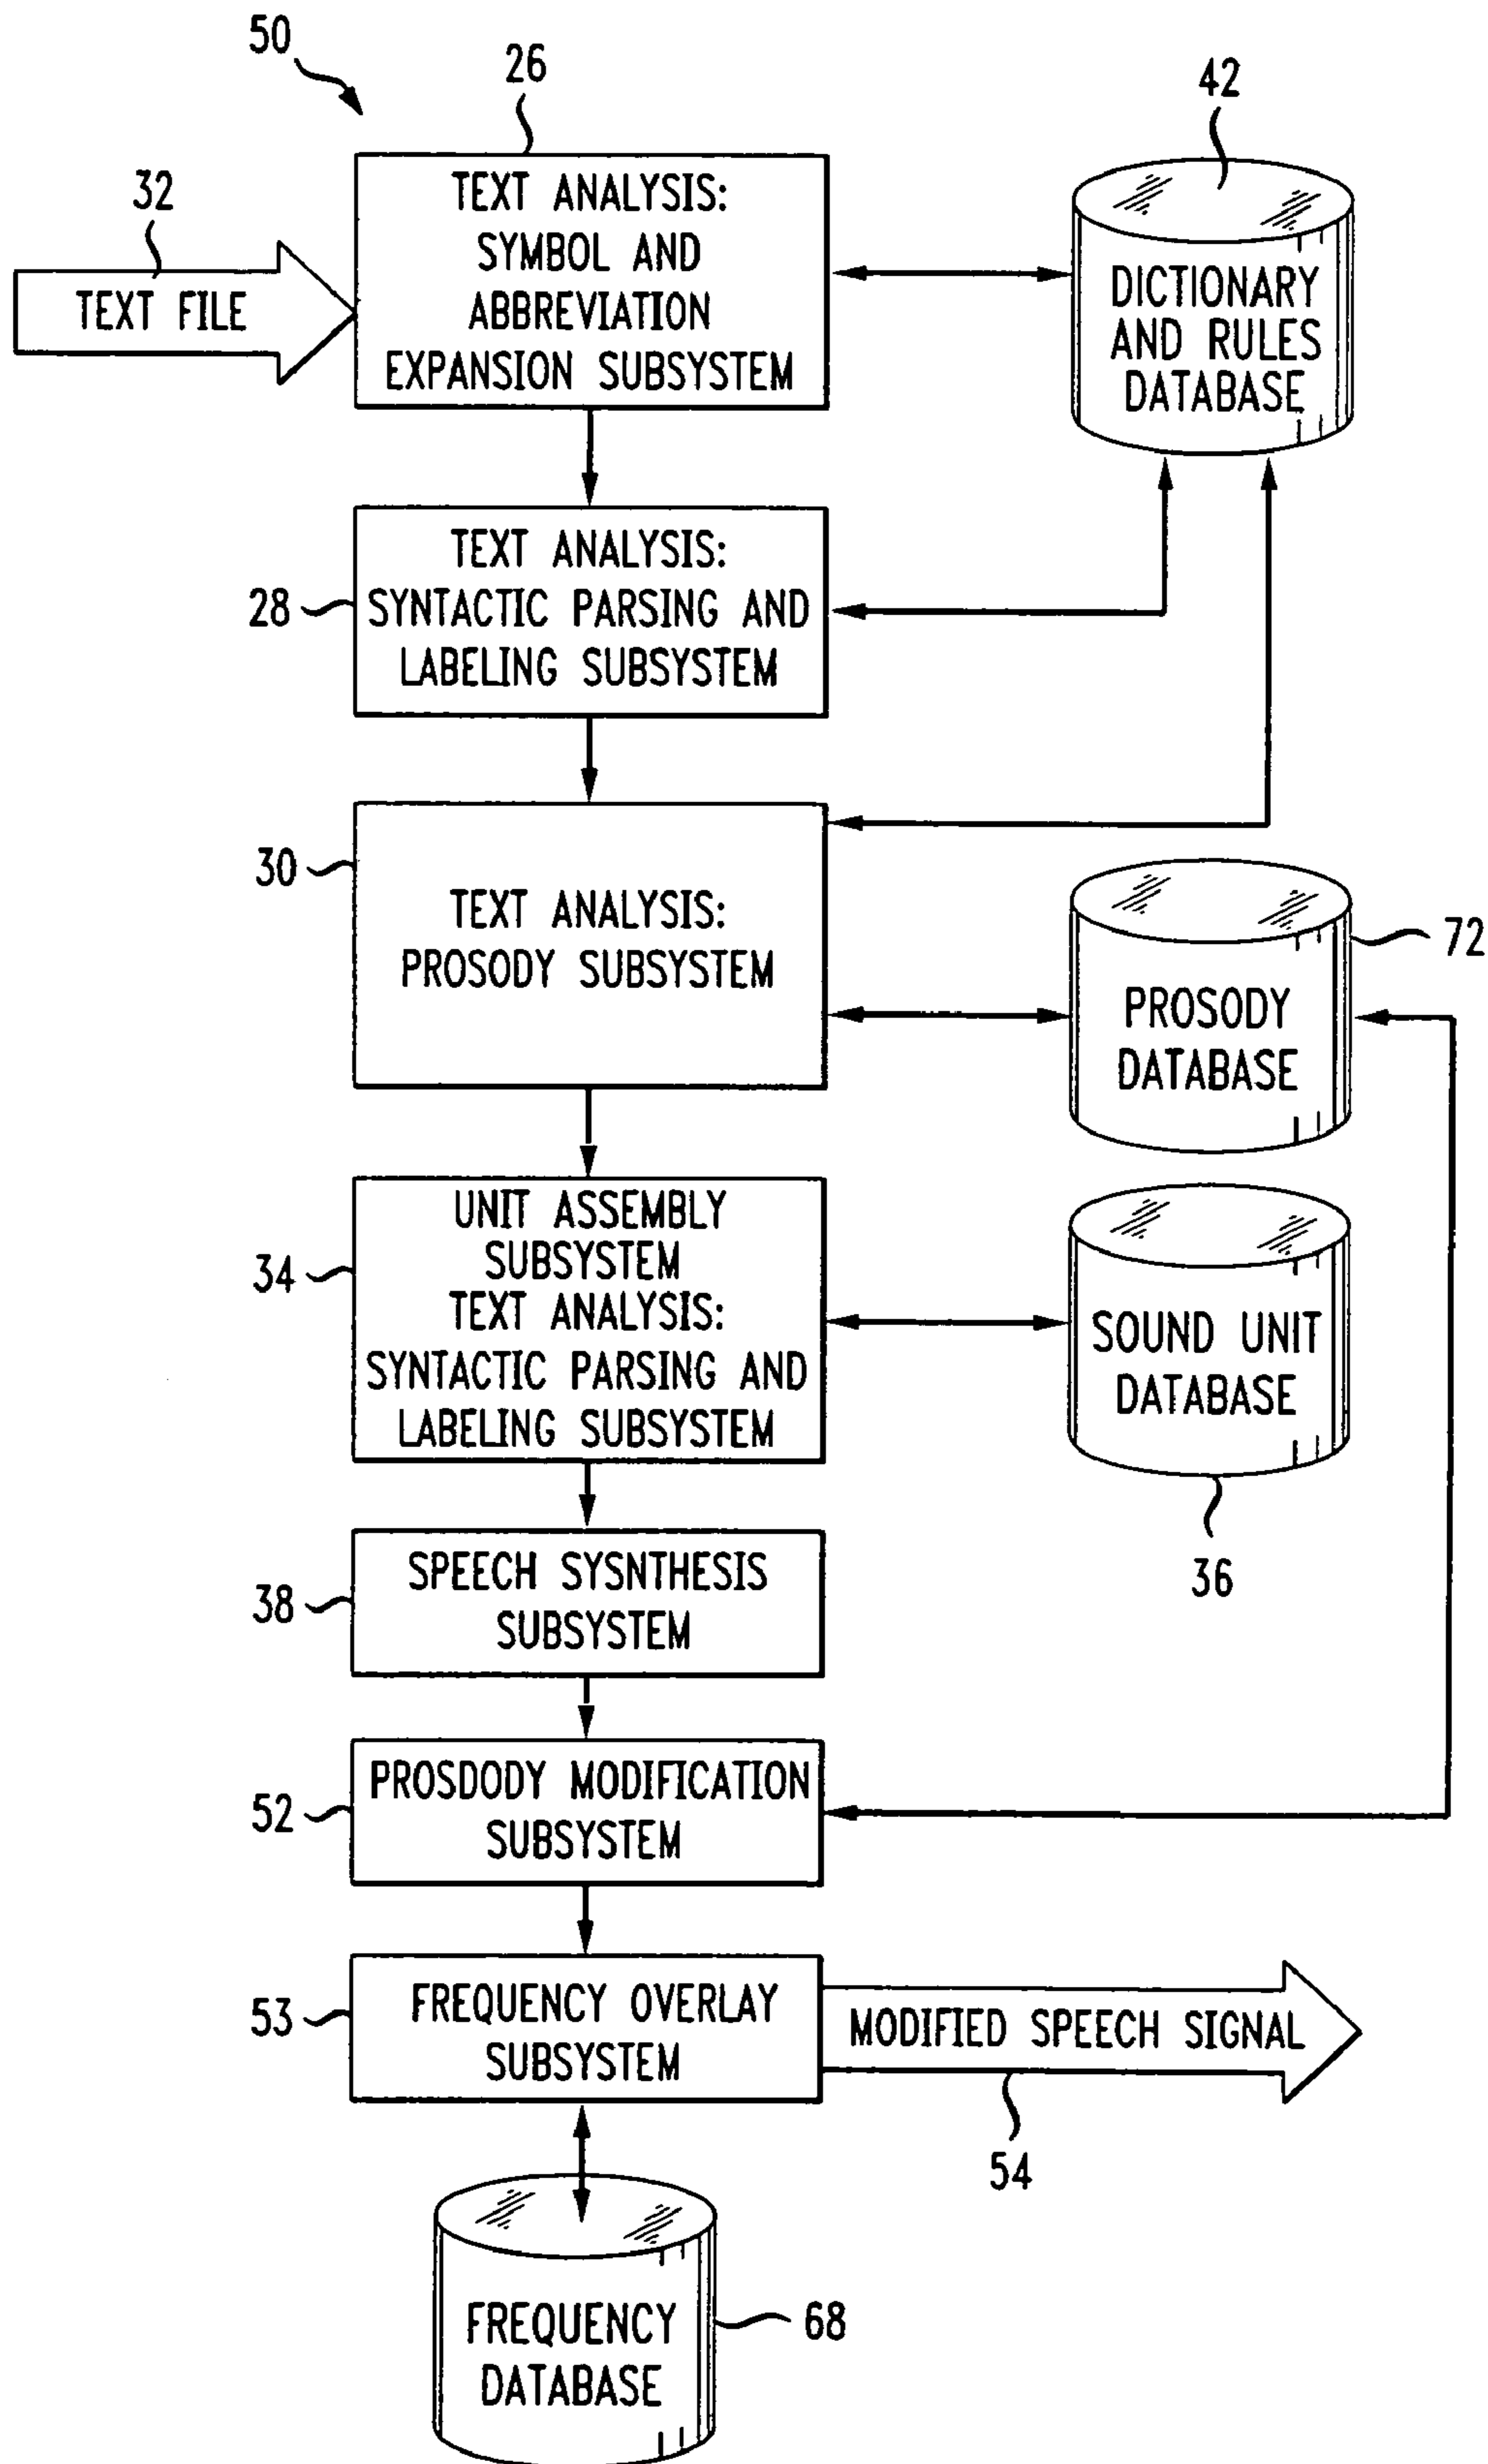 50
26
42
32
TEXT FILE
TEXT ANALYSIS:
SYMBOL AND
ABBREVIATION
EXPANSION SUBSYSTEM
DICTIONARY
AND RULES
DATABASE
28
TEXT ANALYSIS:
SYNTACTIC PARSING AND
LABELING SUBSYSTEM
30
TEXT ANALYSIS:
PROSODY SUBSYSTEM
72
PROSODY
DATABASE
34
UNIT ASSEMBLY
SUBSYSTEM
TEXT ANALYSIS:
SYNTACTIC PARSING AND
LABELING SUBSYSTEM
SOUND UNIT
DATABASE
36
38
SPEECH SYSNTHESIS
SUBSYSTEM
52
PROSDODY MODIFICATION
SUBSYSTEM
53
FREQUENCY OVERLAY
SUBSYSTEM
MODIFIED SPEECH SIGNAL
54
FREQUENCY
DATABASE
68